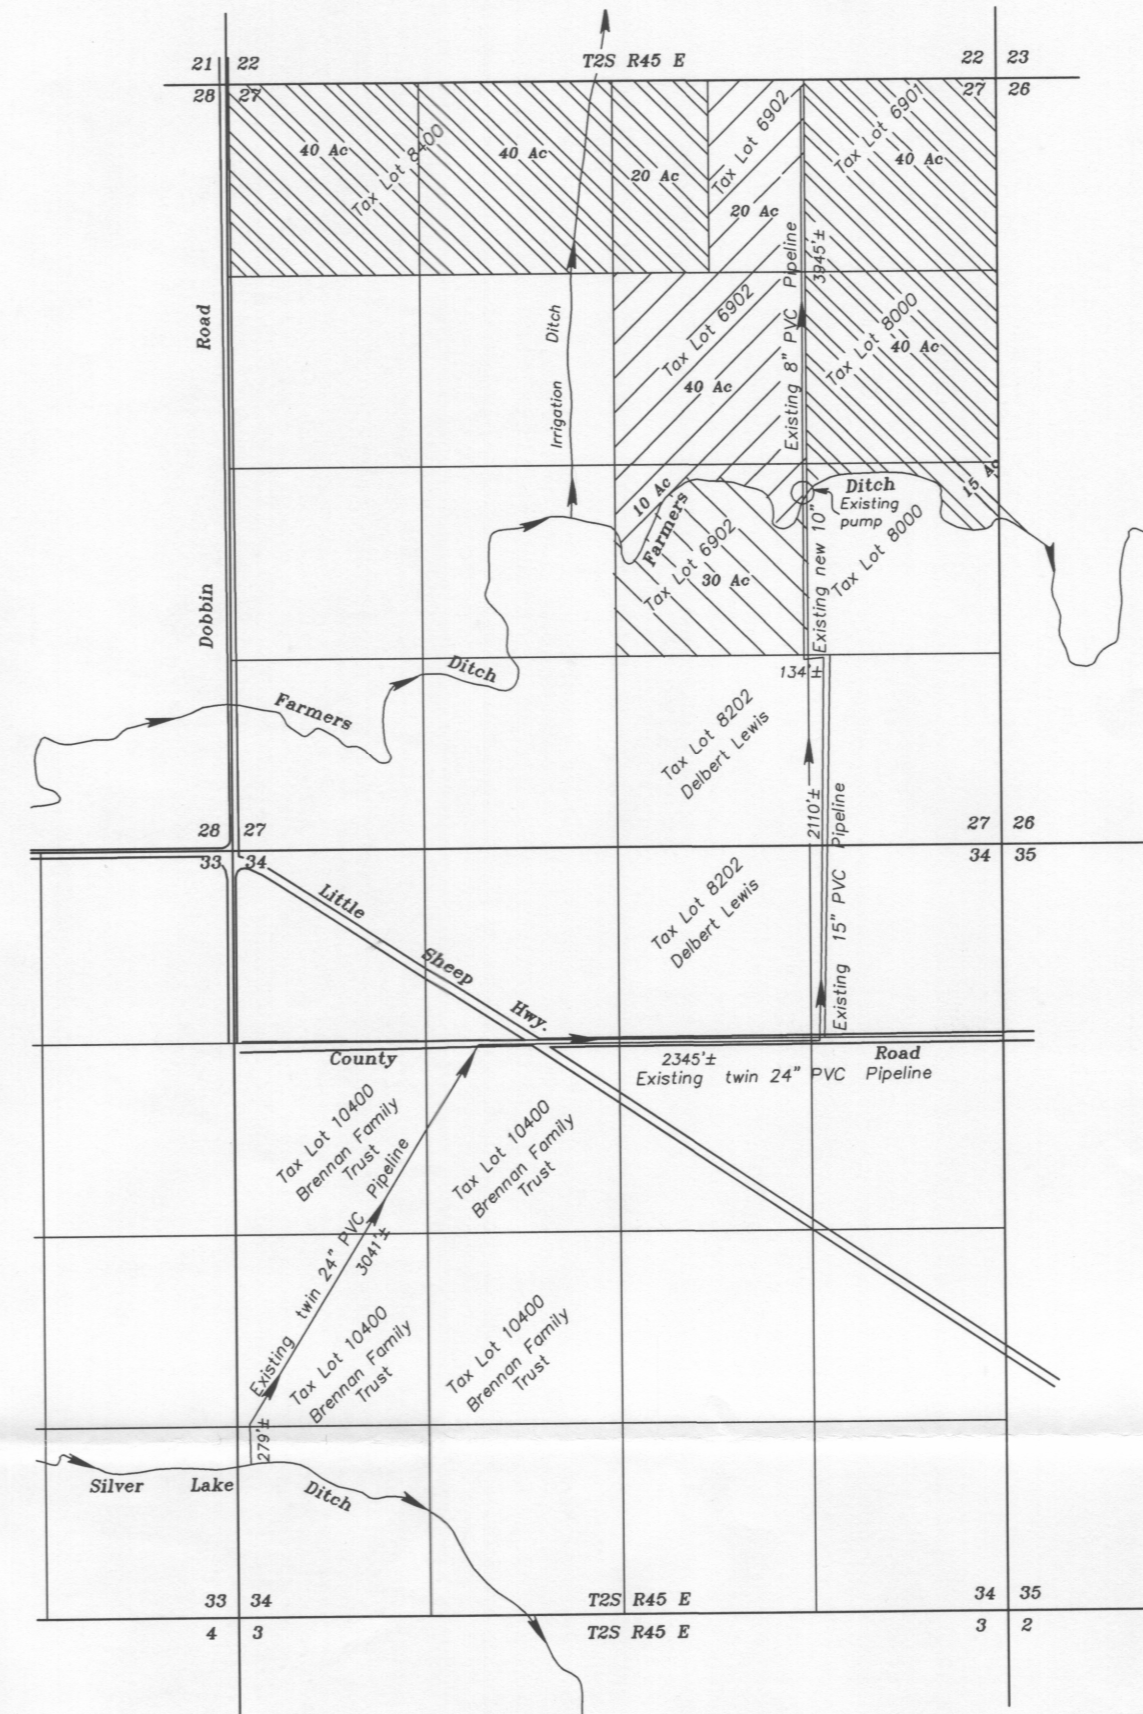 21 22
T2S R45 E
22 23
28 27
27 26
40 Ac
Tax Lot 8400
40 Ac
20 Ac
Tax Lot 6902
20 Ac
Tax Lot 6901
40 Ac
Road
Irrigation Ditch
Tax Lot 6902
40 Ac
Existing 8" PVC Pipeline
3945'±
Tax Lot 8000
40 Ac
10 Ac
Farmers
Ditch
15 Ac
Existing
pump
Tax Lot 6902
30 Ac
Existing new 10"
Tax Lot 8000
Dobbin
Farmers
Ditch
134'±
Tax Lot 8202
Delbert Lewis
2110'±
Existing 15" PVC Pipeline
28 27
27 26
33 34
34 35
Little Sheep Hwy.
Tax Lot 8202
Delbert Lewis
County
2345'±
Road
Existing twin 24" PVC Pipeline
Tax Lot 10400
Brennan Family
Trust
Tax Lot 10400
Brennan Family
Trust
Existing twin 24" PVC Pipeline
3041'±
Tax Lot 10400
Brennan Family
Trust
Tax Lot 10400
Brennan Family
Trust
279'±
Silver Lake Ditch
33 34
T2S R45 E
34 35
4 3
T2S R45 E
3 2